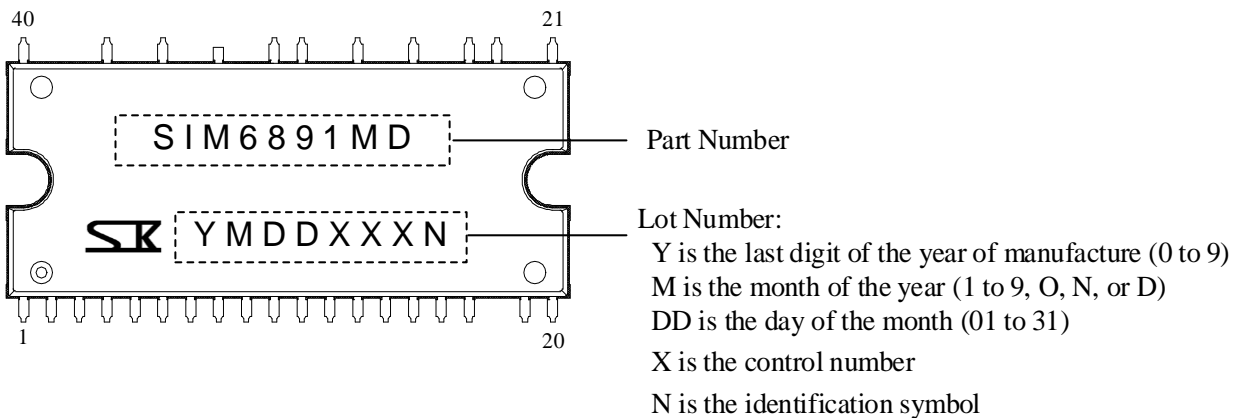 40 21
SIM6891MD
Part Number
SK YMDDXXXN
Lot Number:
Y is the last digit of the year of manufacture (0 to 9)
M is the month of the year (1 to 9, O, N, or D)
DD is the day of the month (01 to 31)
X is the control number
N is the identification symbol
1 20